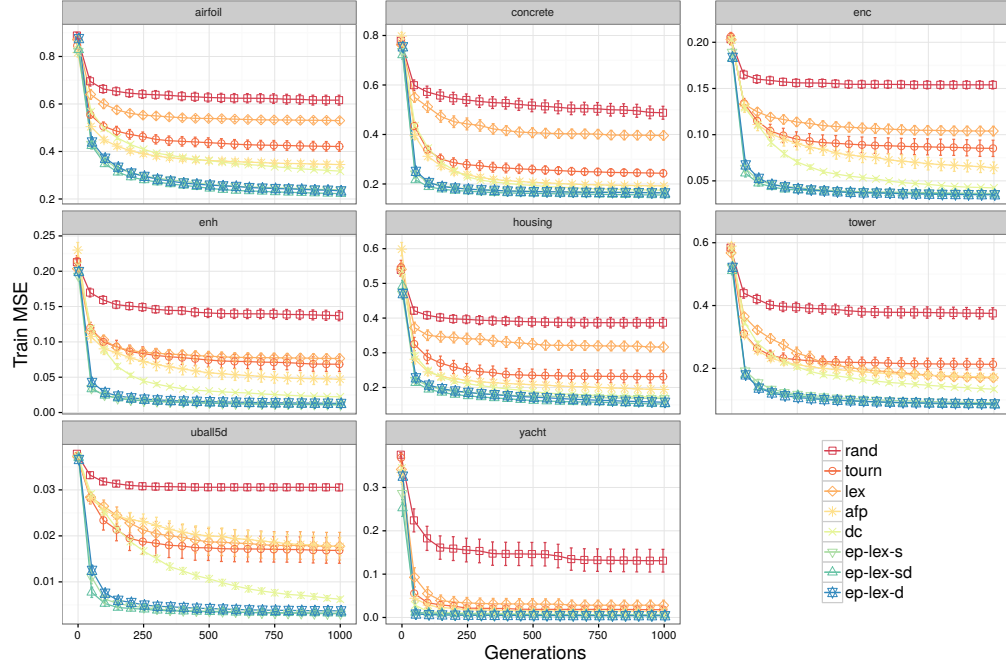 airfoil concrete enc
0.8 0.8 0.20
0.6 0.6 0.15
0.4 0.4 0.10
0.2 0.2 0.05
enh housing tower
0.25 0.6 0.6
0.20 0.5
0.15 0.4 0.4
0.10 0.3
0.05 0.2 0.2
0.00
Train MSE
uball5d yacht
0.03 0.4
0.02 0.3
0.01 0.2
0.1
0.0
0 250 500 750 1000 0 250 500 750 1000
Generations
rand
tourn
lex
afp
dc
ep-lex-s
ep-lex-sd
ep-lex-d